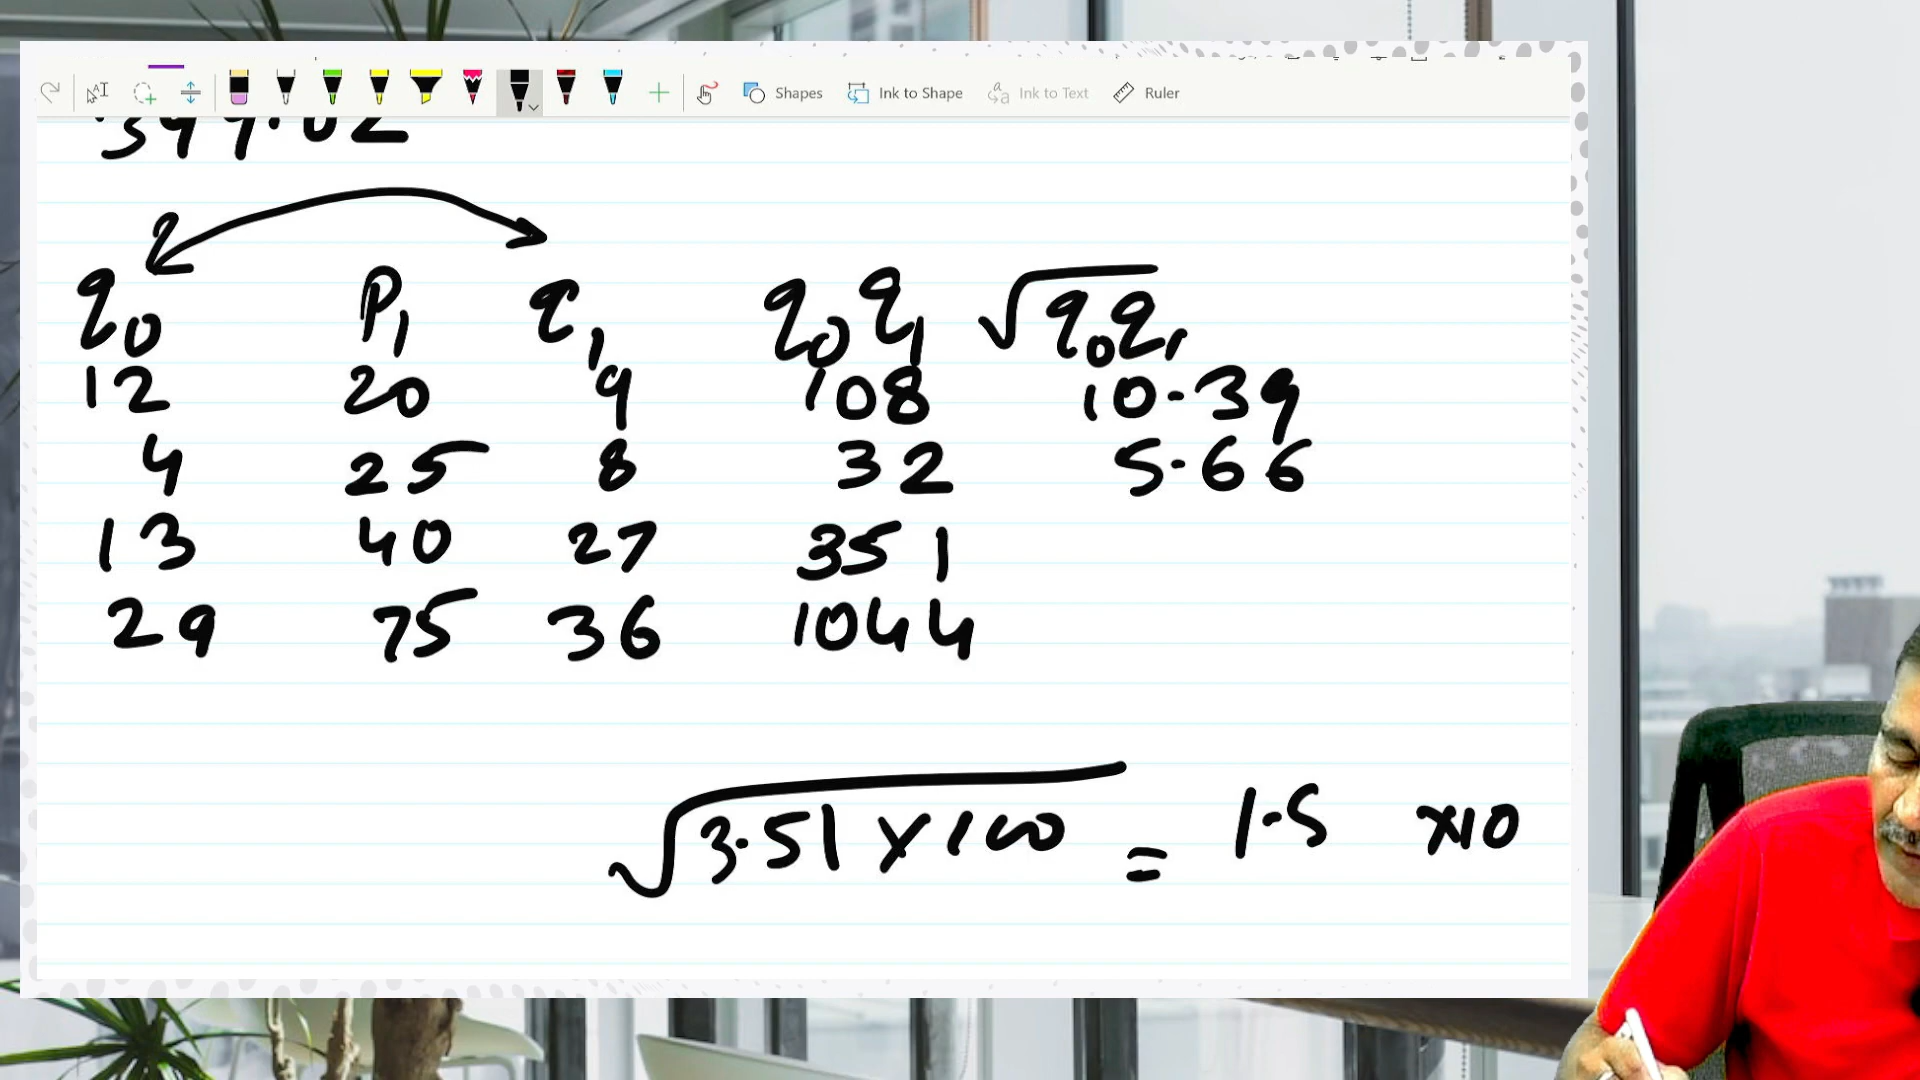 Shapes Ink to Shape Ink to Text Ruler
q0 P1 q1 q0q1 √q0q1
12 20 9 108 10.39
4 25 8 32 5.66
13 40 27 351
29 75 36 1044
√3.51 x 100 = 1.5 x10